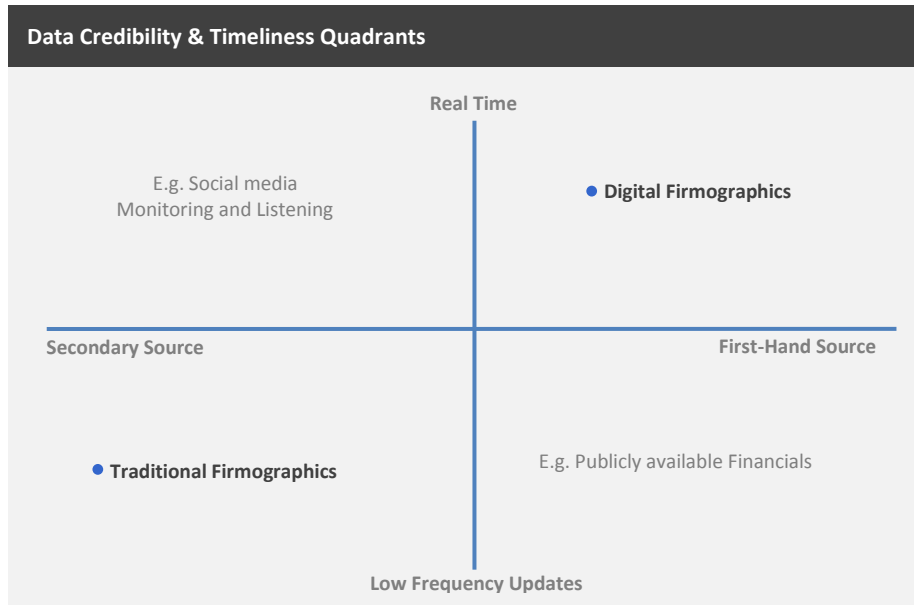 Data Credibility & Timeliness Quadrants
Real Time
E.g. Social media
Monitoring and Listening
Digital Firmographics
Secondary Source
First-Hand Source
Traditional Firmographics
E.g. Publicly available Financials
Low Frequency Updates